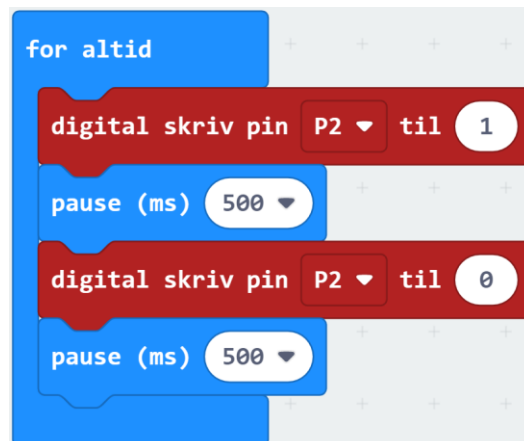 for altid
digital skriv pin P2 til 1
pause (ms) 500
digital skriv pin P2 til 0
pause (ms) 500